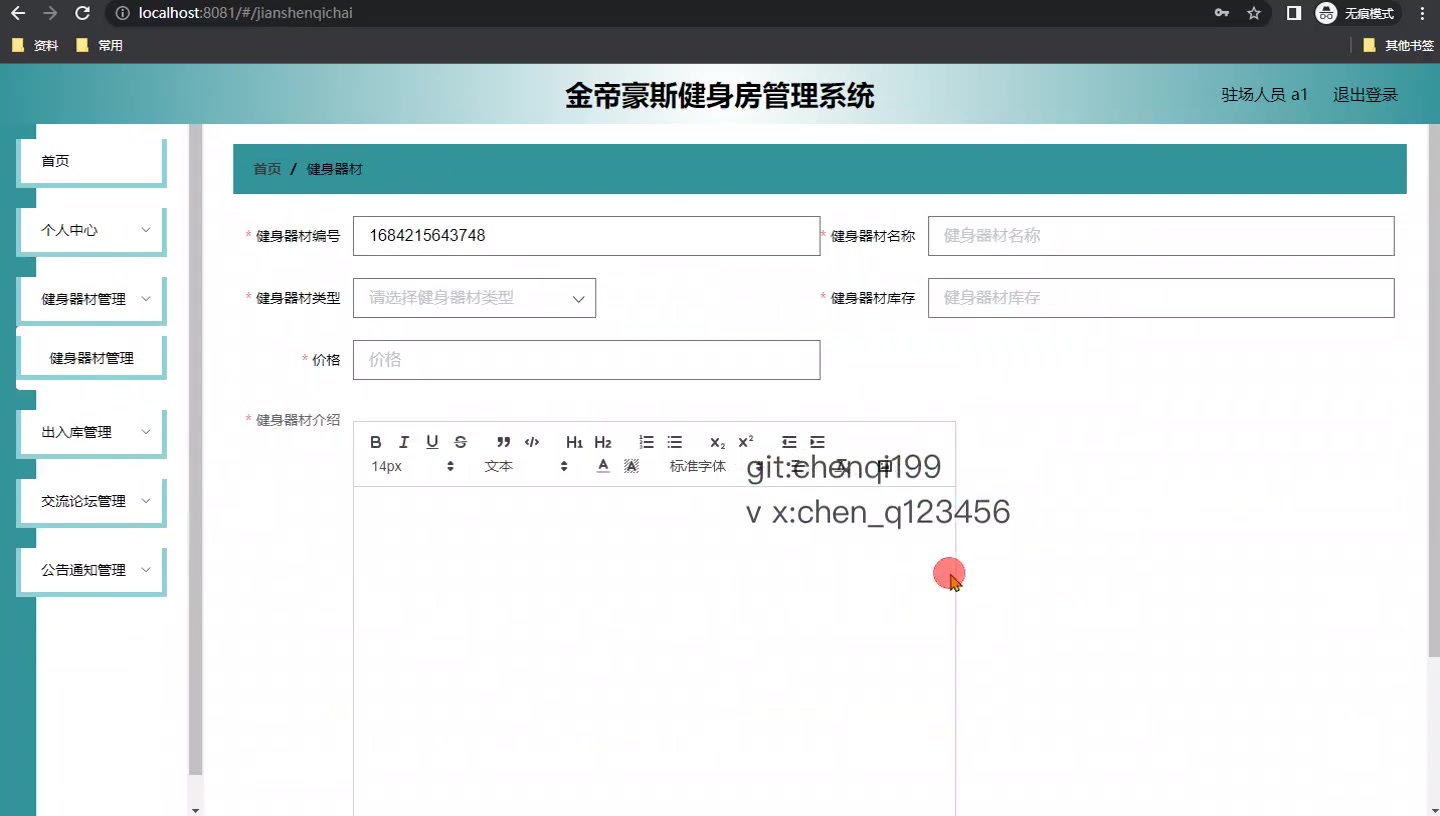 localhost:8081/#/jianshenqichai
无痕模式
资料
常用
其他书签
金帝豪斯健身房管理系统
驻场人员 a1
退出登录
首页
个人中心
健身器材管理
健身器材管理
出入库管理
交流论坛管理
公告通知管理
首页 / 健身器材
* 健身器材编号
1684215643748
* 健身器材名称
健身器材名称
* 健身器材类型
请选择健身器材类型
* 健身器材库存
健身器材库存
* 价格
价格
* 健身器材介绍
B I U S H1 H2 x₂ x²
14px 文本 A A 标准字体
git:chenqi199
v x:chen_q123456